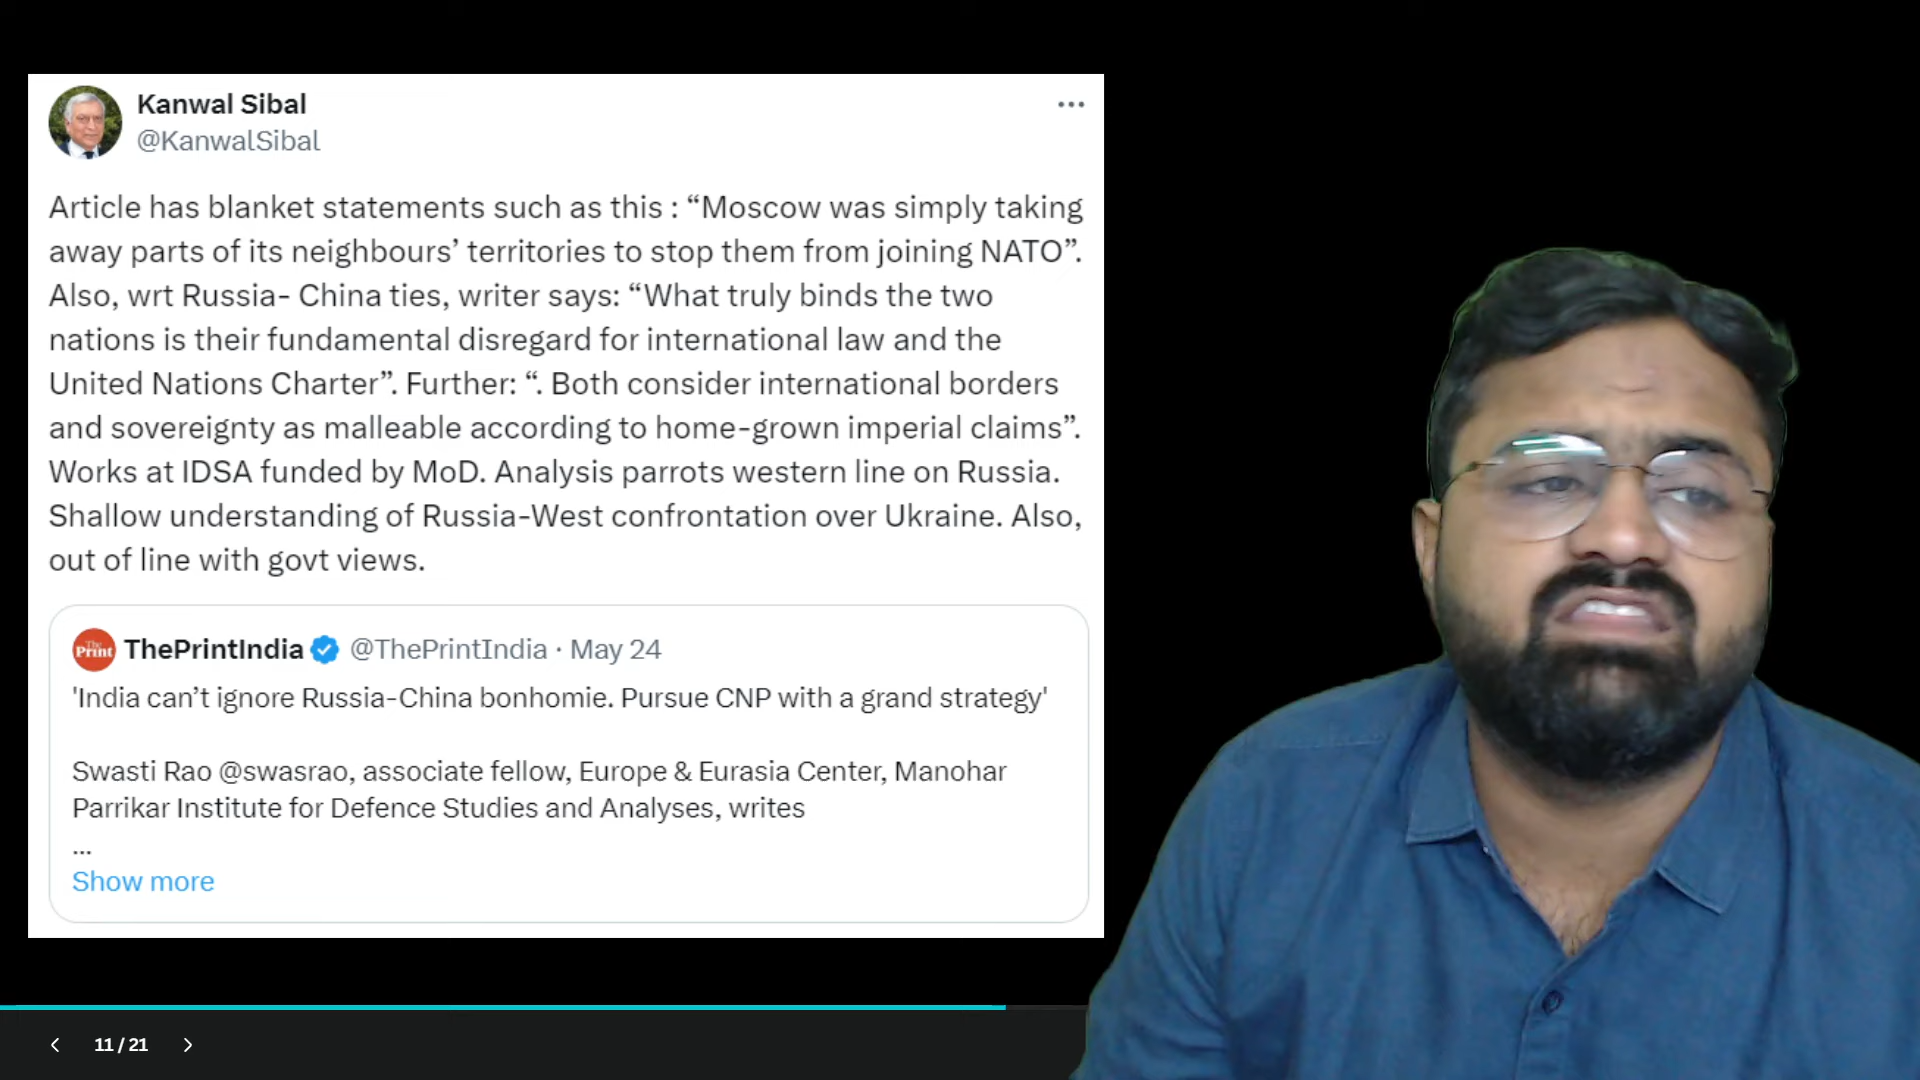 Kanwal Sibal
@KanwalSibal
Article has blanket statements such as this : “Moscow was simply taking
away parts of its neighbours’ territories to stop them from joining NATO”.
Also, wrt Russia- China ties, writer says: “What truly binds the two
nations is their fundamental disregard for international law and the
United Nations Charter”. Further: “. Both consider international borders
and sovereignty as malleable according to home-grown imperial claims”.
Works at IDSA funded by MoD. Analysis parrots western line on Russia.
Shallow understanding of Russia-West confrontation over Ukraine. Also,
out of line with govt views.
The
Print
ThePrintIndia @ThePrintIndia · May 24
'India can’t ignore Russia-China bonhomie. Pursue CNP with a grand strategy'
Swasti Rao @swasrao, associate fellow, Europe & Eurasia Center, Manohar
Parrikar Institute for Defence Studies and Analyses, writes
...
Show more
11 / 21